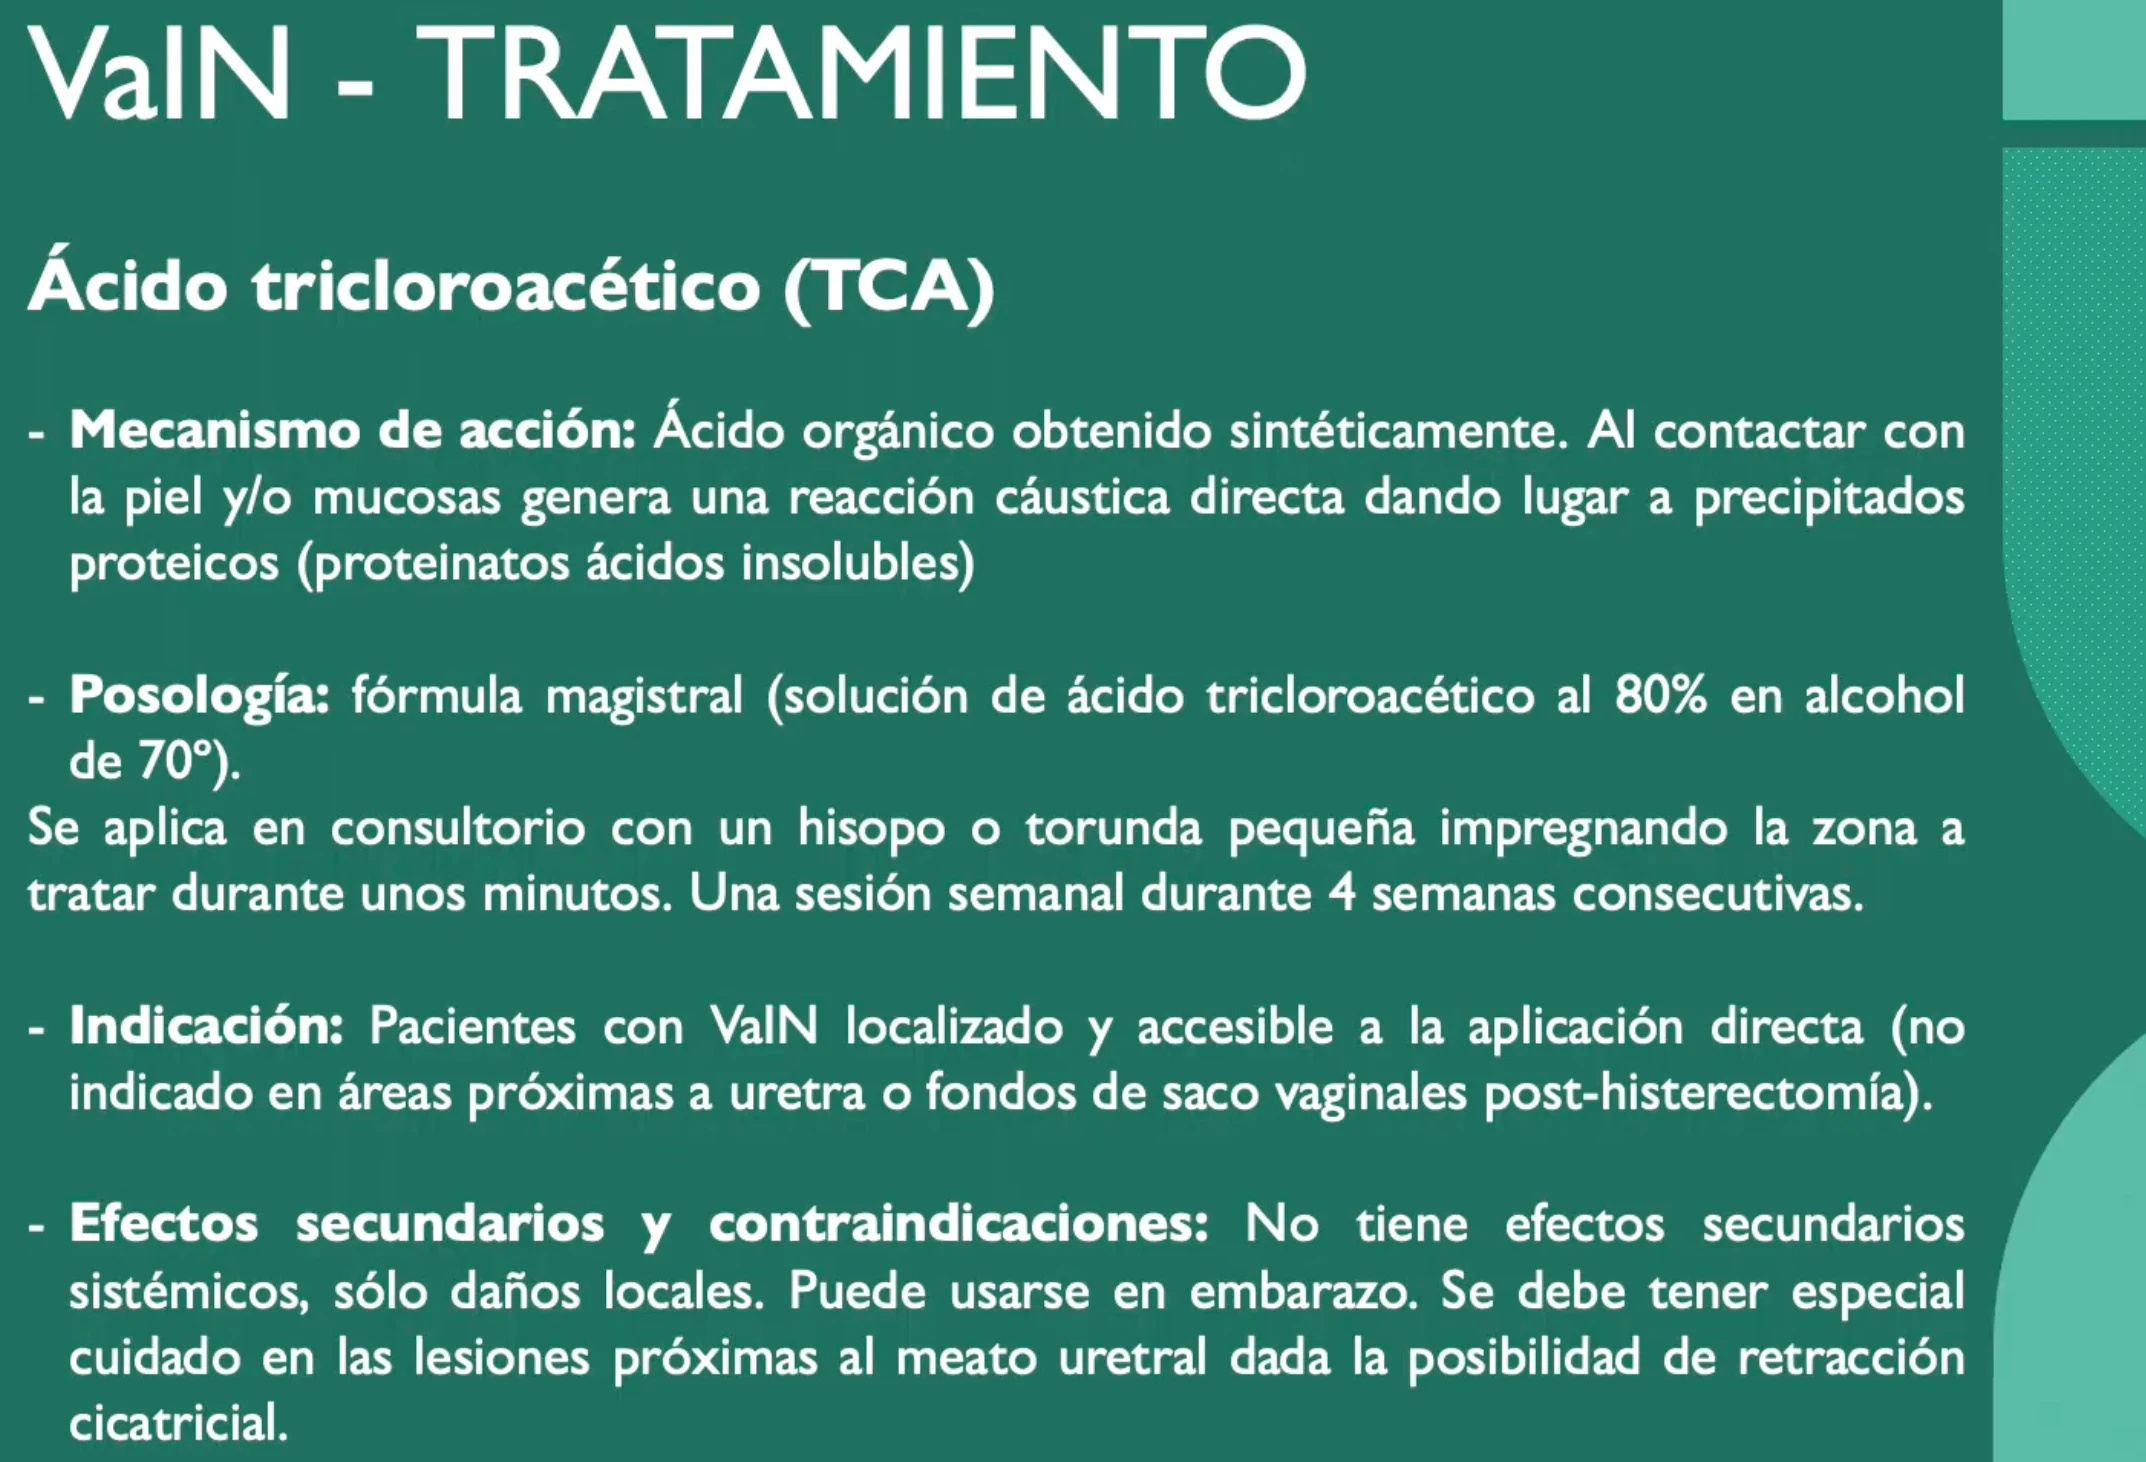 VaIN - TRATAMIENTO
Ácido tricloroacético (TCA)
- Mecanismo de acción: Ácido orgánico obtenido sintéticamente. Al contactar con
la piel y/o mucosas genera una reacción cáustica directa dando lugar a precipitados
proteicos (proteinatos ácidos insolubles)
- Posología: fórmula magistral (solución de ácido tricloroacético al 80% en alcohol
de 70º).
Se aplica en consultorio con un hisopo o torunda pequeña impregnando la zona a
tratar durante unos minutos. Una sesión semanal durante 4 semanas consecutivas.
- Indicación: Pacientes con VaIN localizado y accesible a la aplicación directa (no
indicado en áreas próximas a uretra o fondos de saco vaginales post-histerectomía).
- Efectos secundarios y contraindicaciones: No tiene efectos secundarios
sistémicos, sólo daños locales. Puede usarse en embarazo. Se debe tener especial
cuidado en las lesiones próximas al meato uretral dada la posibilidad de retracción
cicatricial.